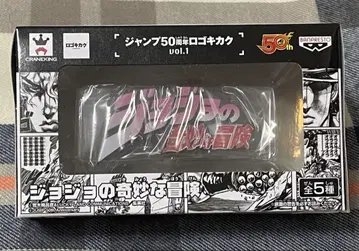 CRANEKING
ロゴキカク
ジャンプ50周年ロゴキカク
vol.1
50th
BANPRESTO
ジョジョの
奇妙な冒険
ジョジョの奇妙な冒険
全5種